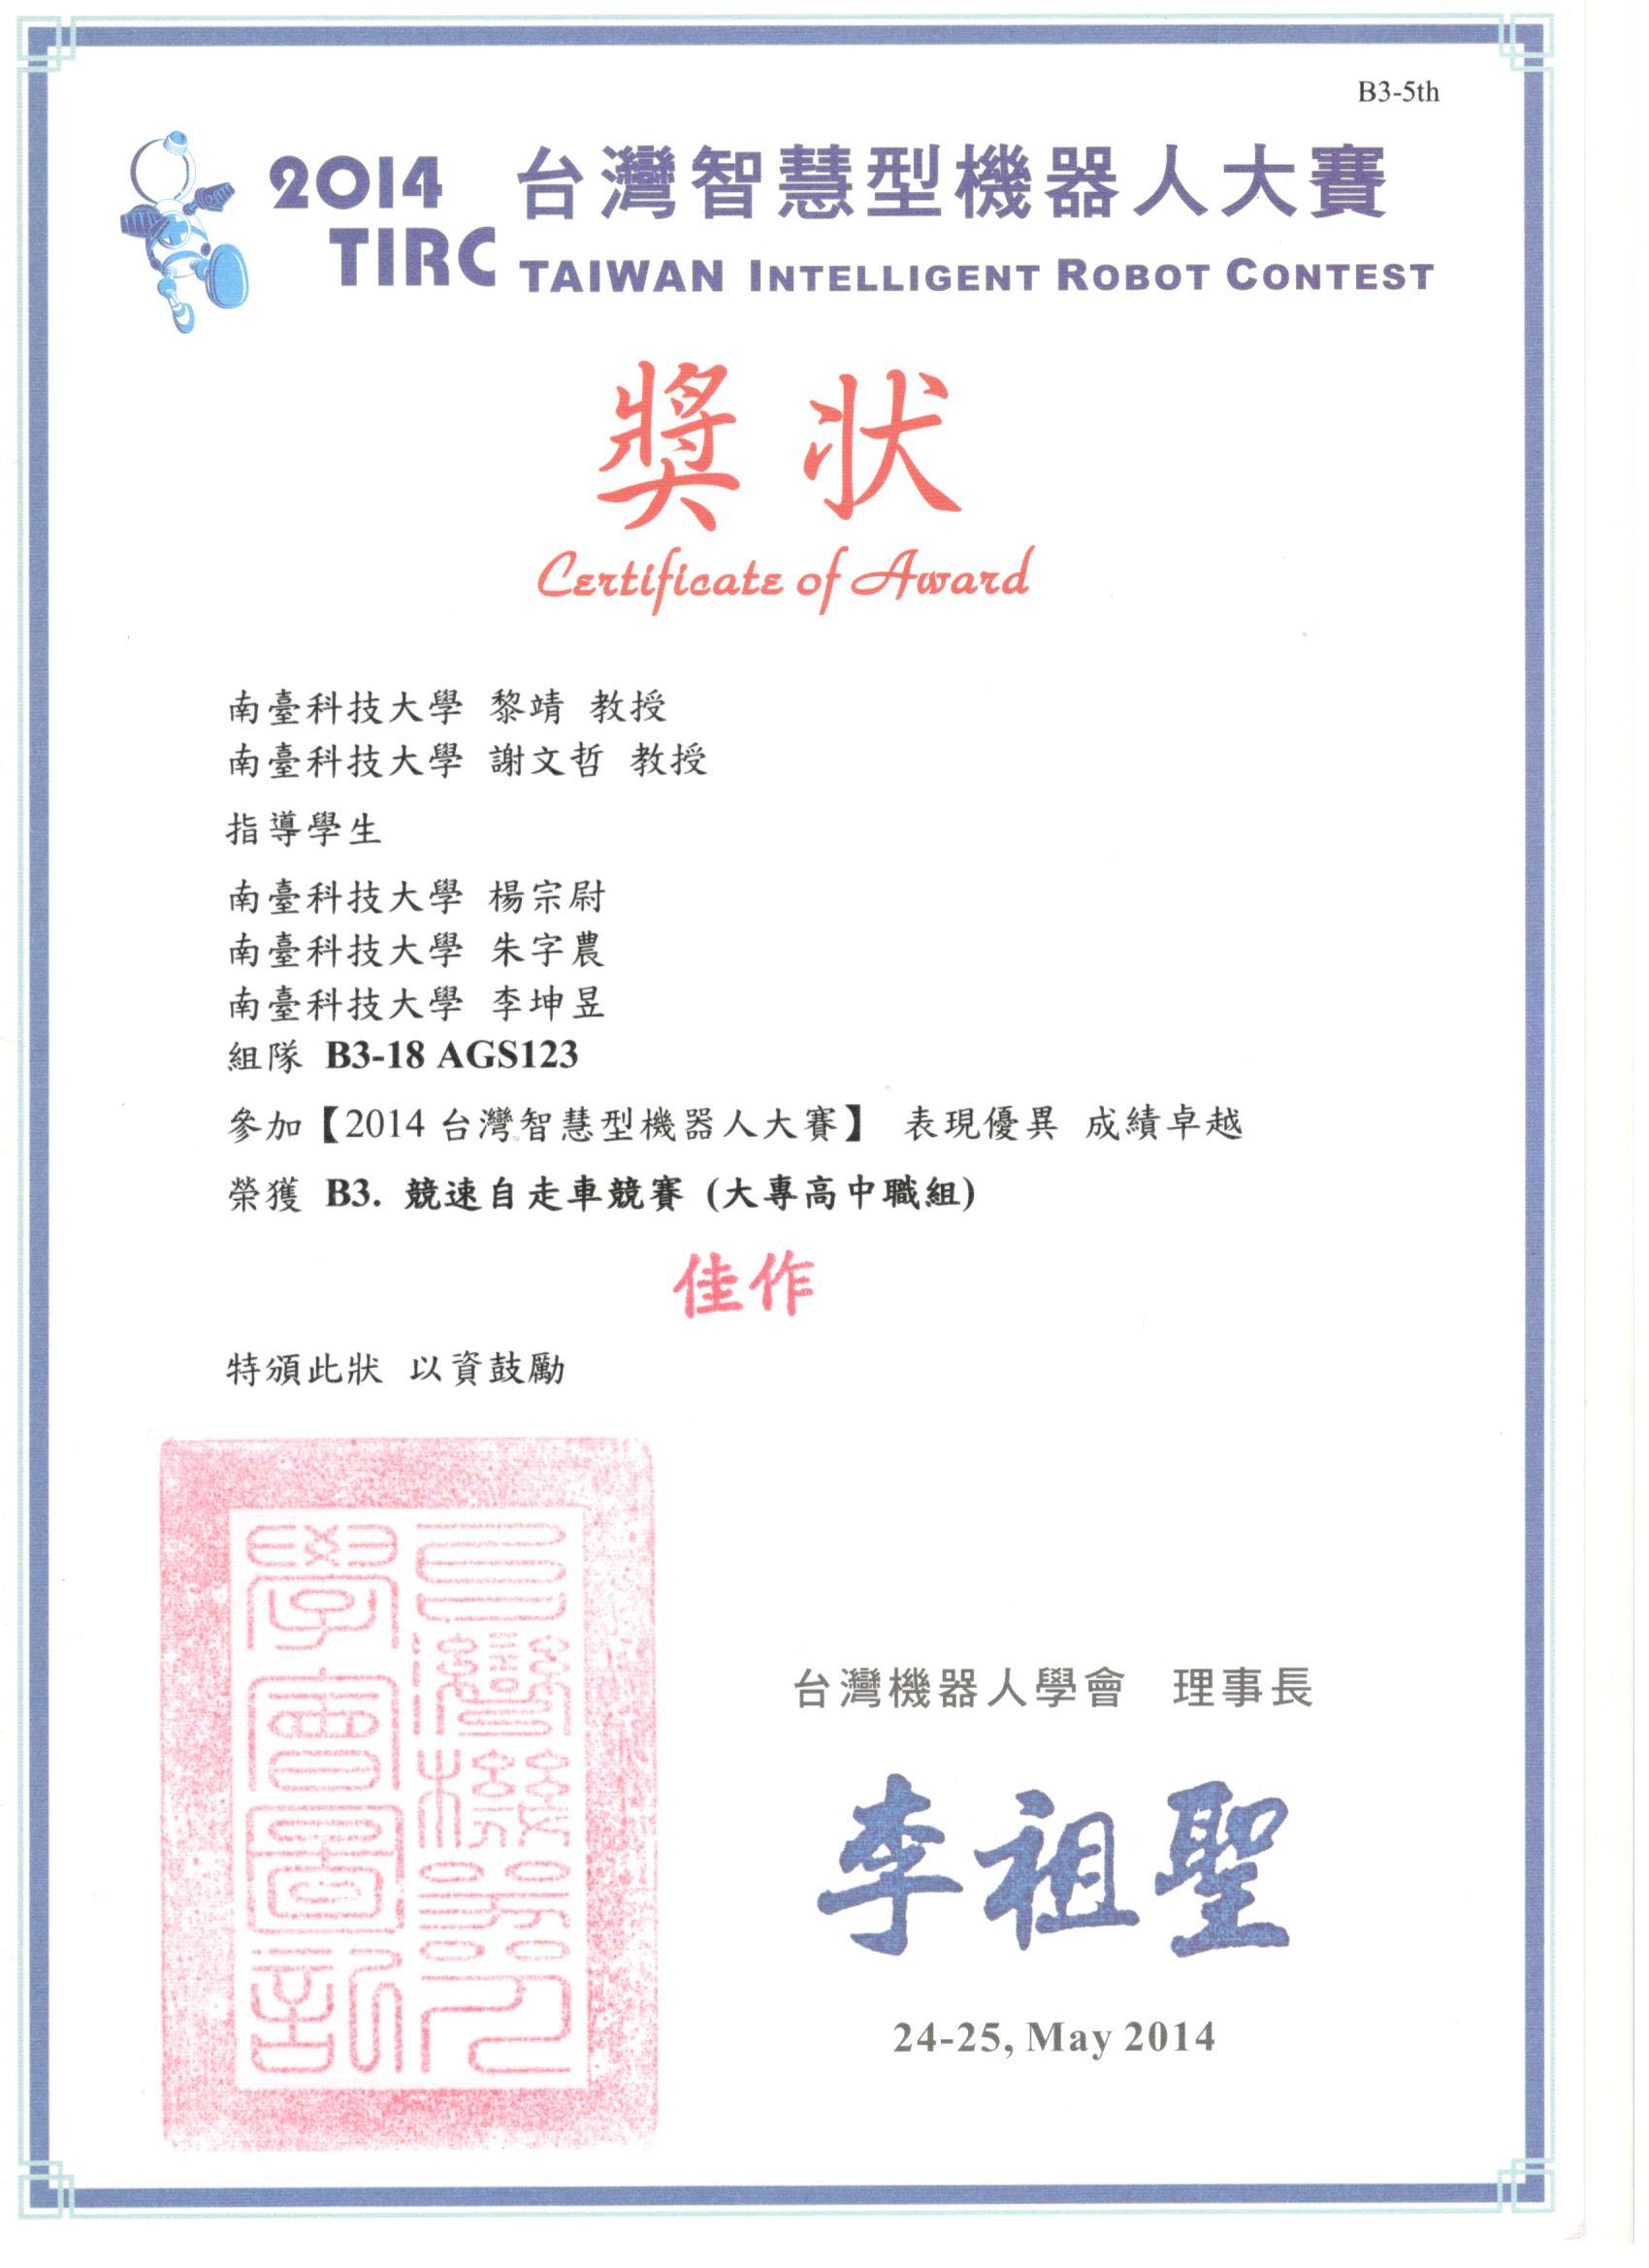 B3-5th
2014 台灣智慧型機器人大賽
TIRC TAIWAN INTELLIGENT ROBOT CONTEST
獎狀
Certificate of Award
南臺科技大學 黎靖 教授
南臺科技大學 謝文哲 教授
指導學生
南臺科技大學 楊宗尉
南臺科技大學 朱字農
南臺科技大學 李坤昱
組隊 B3-18 AGS123
參加【2014 台灣智慧型機器人大賽】 表現優異 成績卓越
榮獲 B3. 競速自走車競賽 (大專高中職組)
佳作
特頒此狀 以資鼓勵
台灣機器人
學會圖記
台灣機器人學會 理事長
李祖聖
24-25, May 2014